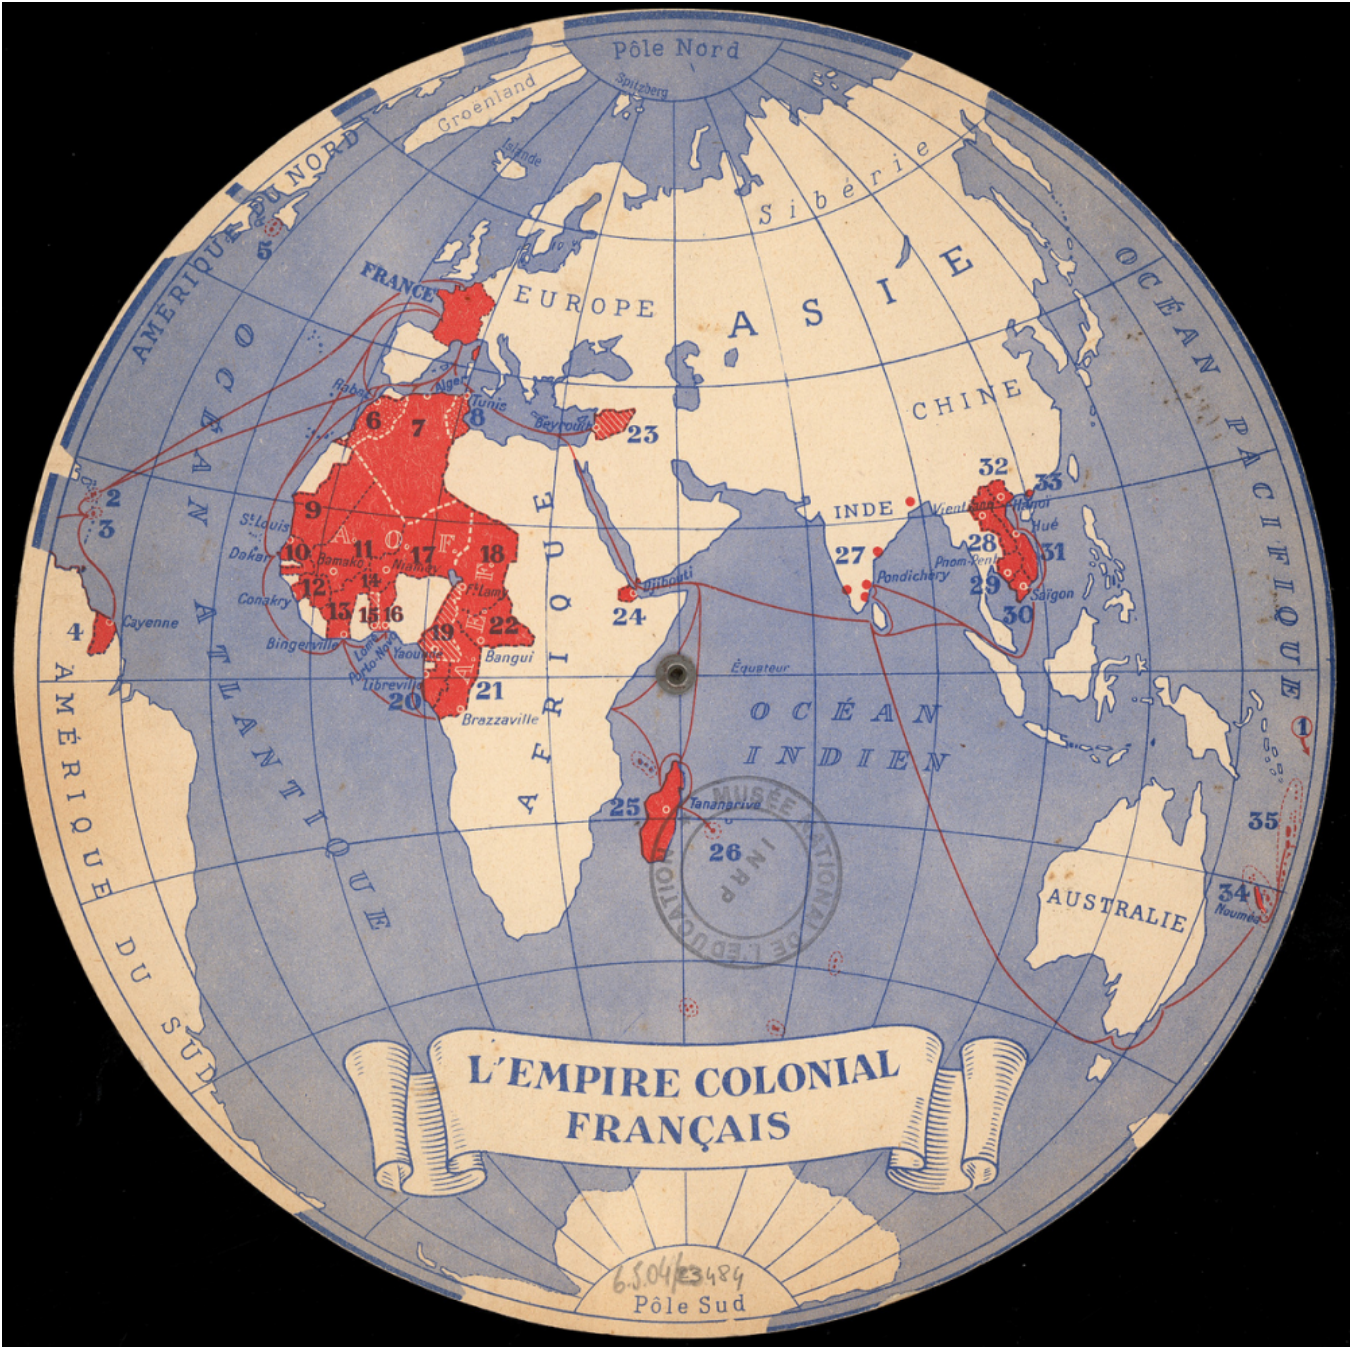 Pôle Nord
Spitzberg
Groënland
Islande
Sibérie
AMÉRIQUE DU NORD
5
FRANCE
EUROPE
ASIE
OCÉAN PACIFIQUE
OCÉAN ATLANTIQUE
CHINE
Rabat
Alger
Tunis
6
7
8
Beyrouth
23
2
3
9
St Louis
Dakar
10
Bamako
11
A. O. F.
Niamey
17
18
Ft Lamy
A. E. F.
12
Conakry
13
14
15
16
Bingerville
Lomé
Porto-Novo
Yaoundé
19
22
Bangui
Libreville
20
21
Brazzaville
AFRIQUE
Djibouti
24
INDE
27
Pondichéry
32
33
Vientiane
Hanoï
Hué
28
31
Pnom-Penh
29
Saïgon
30
4
Cayenne
AMÉRIQUE DU SUD
Équateur
OCÉAN
INDIEN
1
25
Tananarive
26
MUSÉE NATIONAL DE L'ÉDUCATION
INRP
35
34
Nouméa
AUSTRALIE
L'EMPIRE COLONIAL
FRANÇAIS
Pôle Sud